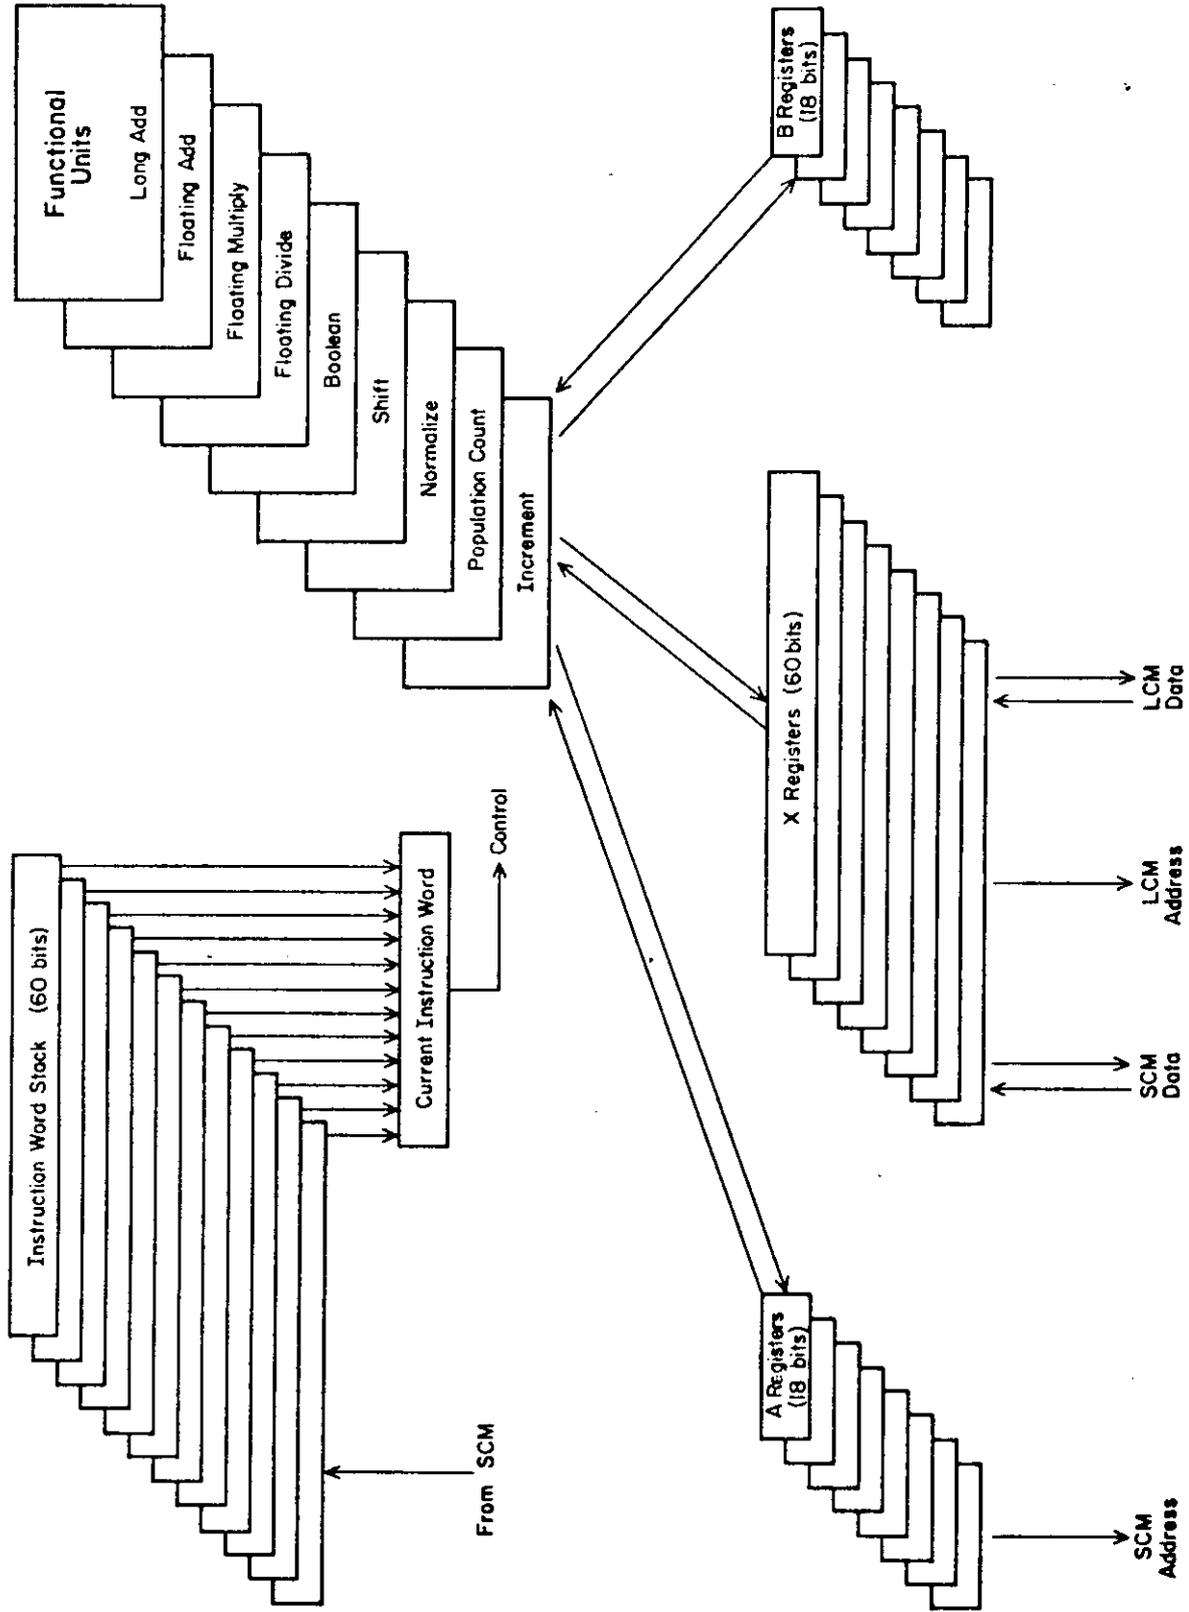 Instruction Word Stack (60 bits)
From SCM
Current Instruction Word
Control
Functional
Units
Long Add
Floating Add
Floating Multiply
Floating Divide
Boolean
Shift
Normalize
Population Count
Increment
A Registers
(18 bits)
X Registers (60 bits)
B Registers
(18 bits)
SCM
Address
SCM
Data
LCM
Address
LCM
Data